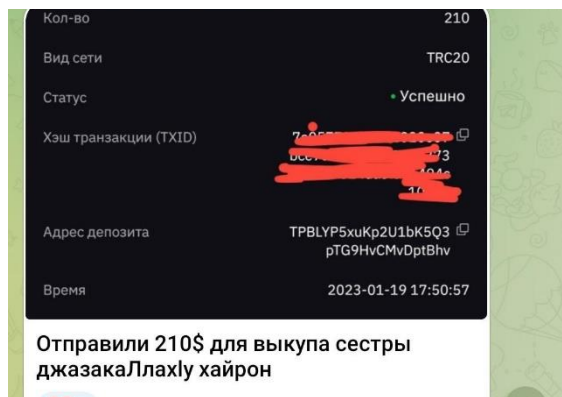 Кол-во 210
Вид сети TRC20
Статус • Успешно
Хэш транзакции (TXID)
Адрес депозита TPBLYP5xuKp2U1bK5Q3
pTG9HvCMvDptBhv
Время 2023-01-19 17:50:57
Отправили 210$ для выкупа сестры
джазакаЛлахlу хайрон